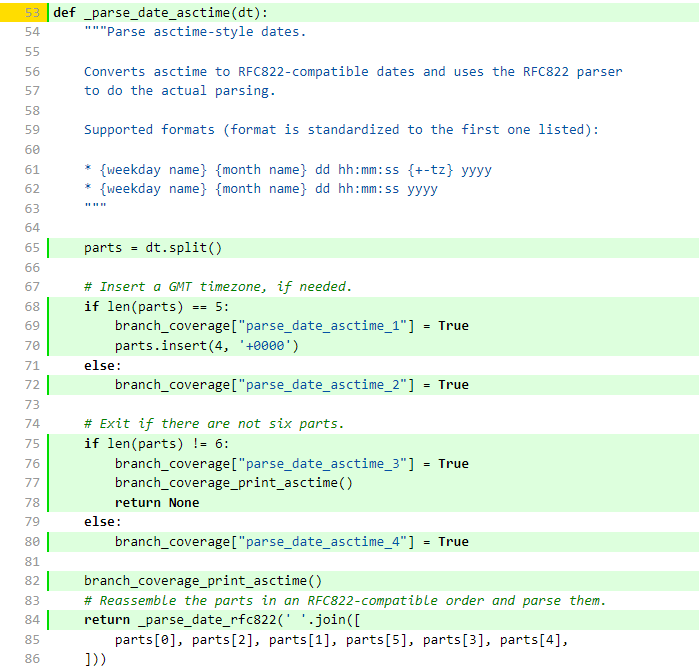 53 def _parse_date_asctime(dt):
54     """Parse asctime-style dates.
55
56     Converts asctime to RFC822-compatible dates and uses the RFC822 parser
57     to do the actual parsing.
58
59     Supported formats (format is standardized to the first one listed):
60
61     * {weekday name} {month name} dd hh:mm:ss {+-tz} yyyy
62     * {weekday name} {month name} dd hh:mm:ss yyyy
63     """
64
65     parts = dt.split()
66
67     # Insert a GMT timezone, if needed.
68     if len(parts) == 5:
69         branch_coverage["parse_date_asctime_1"] = True
70         parts.insert(4, '+0000')
71     else:
72         branch_coverage["parse_date_asctime_2"] = True
73
74     # Exit if there are not six parts.
75     if len(parts) != 6:
76         branch_coverage["parse_date_asctime_3"] = True
77         branch_coverage_print_asctime()
78         return None
79     else:
80         branch_coverage["parse_date_asctime_4"] = True
81
82     branch_coverage_print_asctime()
83     # Reassemble the parts in an RFC822-compatible order and parse them.
84     return _parse_date_rfc822(' '.join([
85         parts[0], parts[2], parts[1], parts[5], parts[3], parts[4],
86     ]))